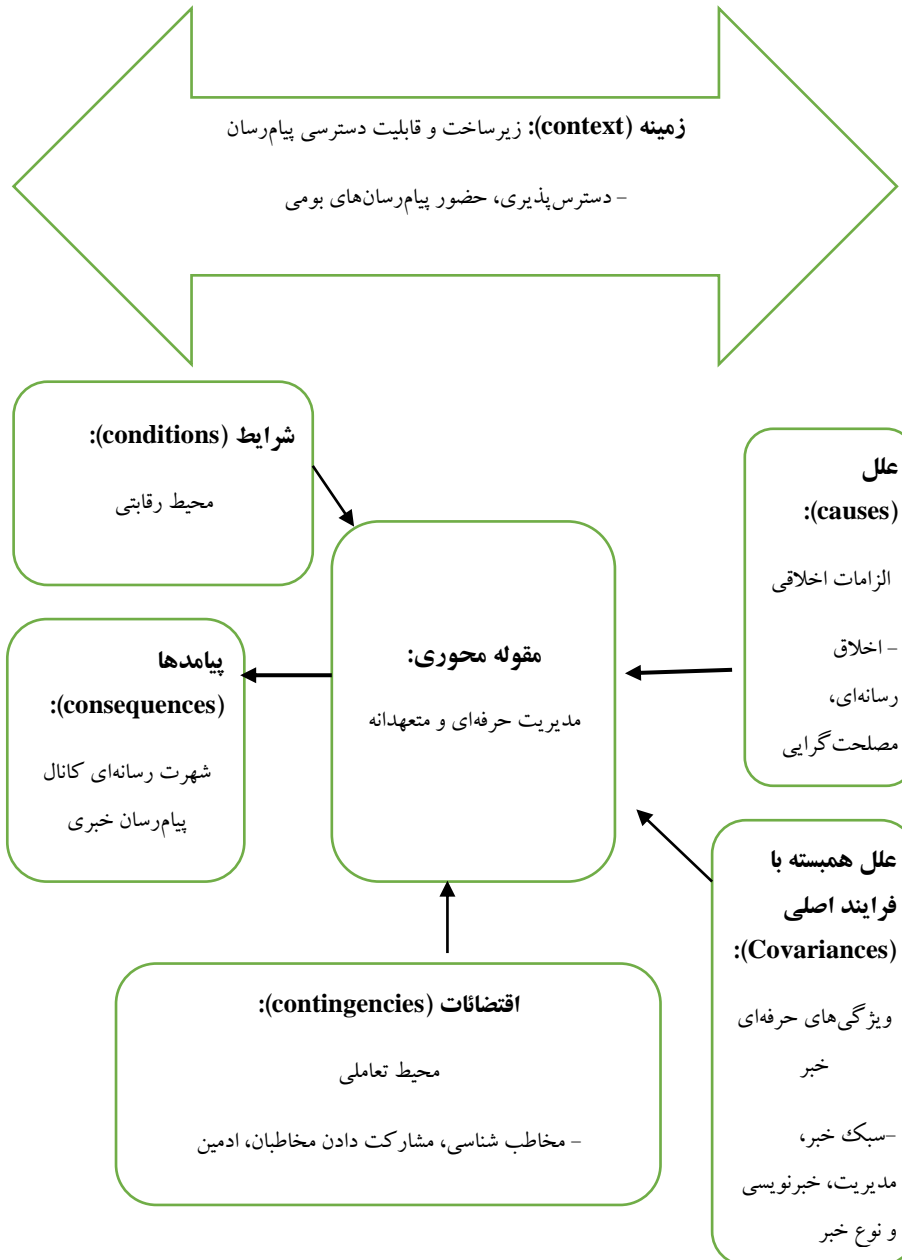 زمینه (context): زیرساخت و قابلیت دسترسی پیام‌رسان
- دسترس‌پذیری، حضور پیام‌رسان‌های بومی
شرایط (conditions):
محیط رقابتی
علل
(causes):
الزامات اخلاقی
- اخلاق
رسانه‌ای،
مصلحت‌گرایی
مقوله محوری:
مدیریت حرفه‌ای و متعهدانه
پیامدها
(consequences):
شهرت رسانه‌ای کانال
پیام‌رسان خبری
علل همبسته با
فرایند اصلی
(Covariances):
ویژگی‌های حرفه‌ای
خبر
-سبک خبر،
مدیریت، خبرنویسی
و نوع خبر
اقتضائات (contingencies):
محیط تعاملی
- مخاطب شناسی، مشارکت دادن مخاطبان، ادمین